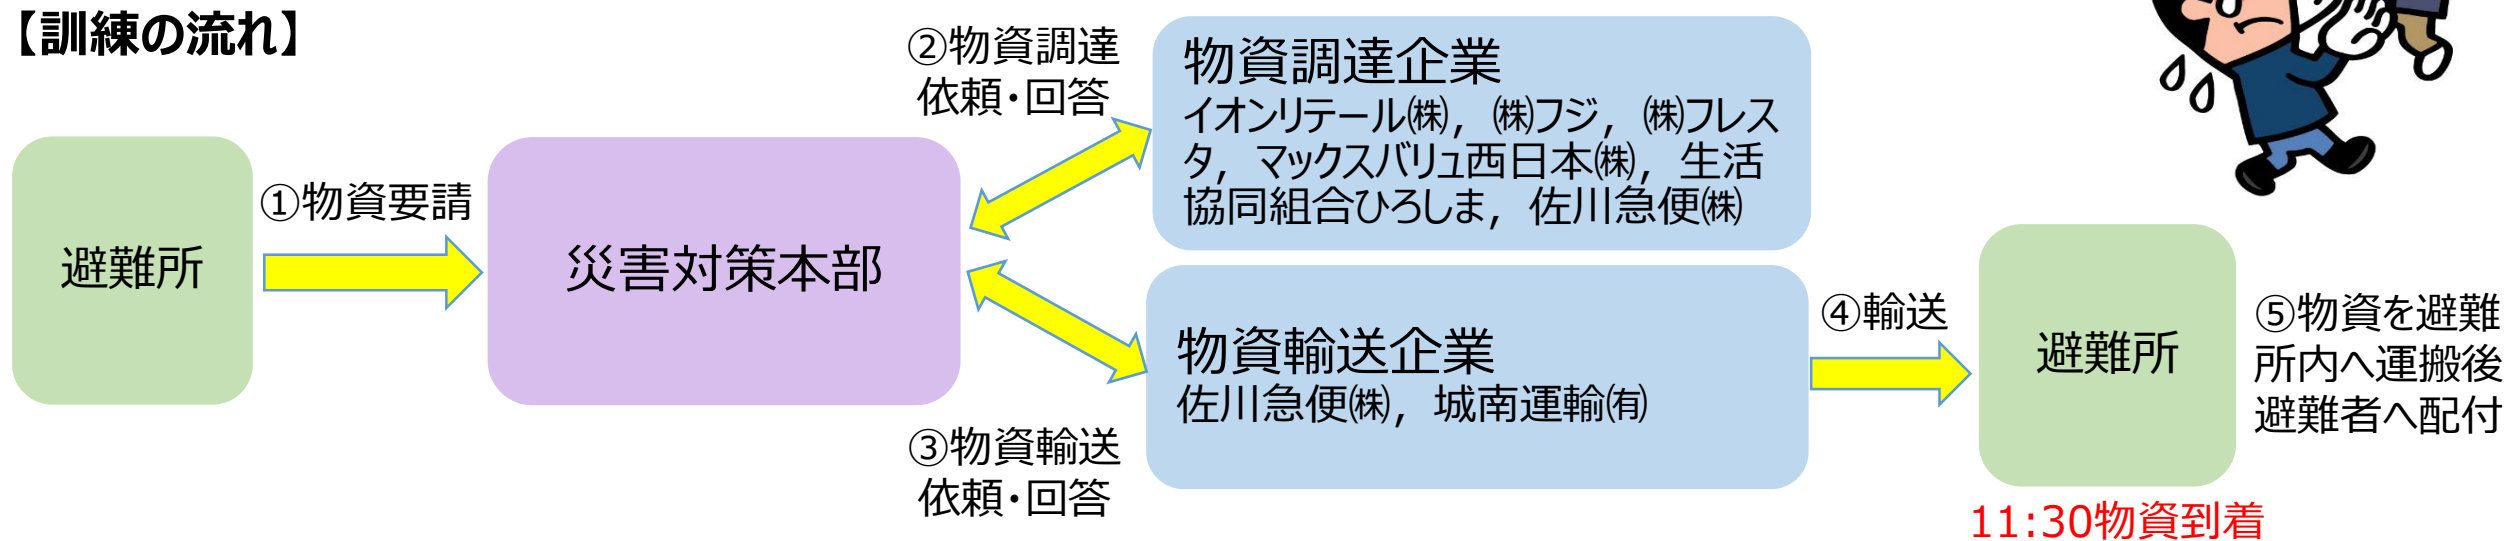 【訓練の流れ】
避難所
①物資要請
災害対策本部
②物資調達
依頼・回答
物資調達企業
イオンリテール㈱，㈱フジ，㈱フレス
タ，マックスバリュ西日本㈱，生活
協同組合ひろしま，佐川急便㈱
③物資輸送
依頼・回答
物資輸送企業
佐川急便㈱，城南運輸㈲
④輸送
避難所
⑤物資を避難
所内へ運搬後
避難者へ配付
11:30物資到着